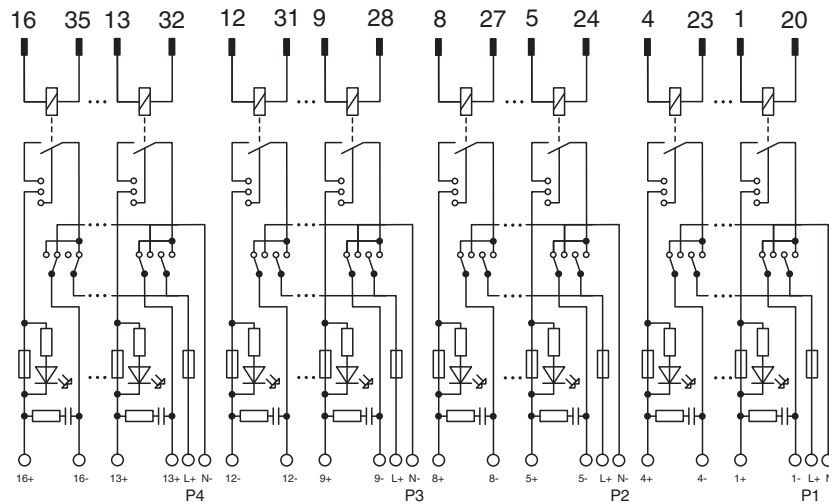 16 35 13 32 12 31 9 28 8 27 5 24 4 23 1 20
16+ 16- 13+ 13+ L+ N- 12- 12- 9+ 9- L+ N- 8+ 8- 5+ 5- L+ N- 4+ 4- 1+ 1- L+ N
P4 P3 P2 P1